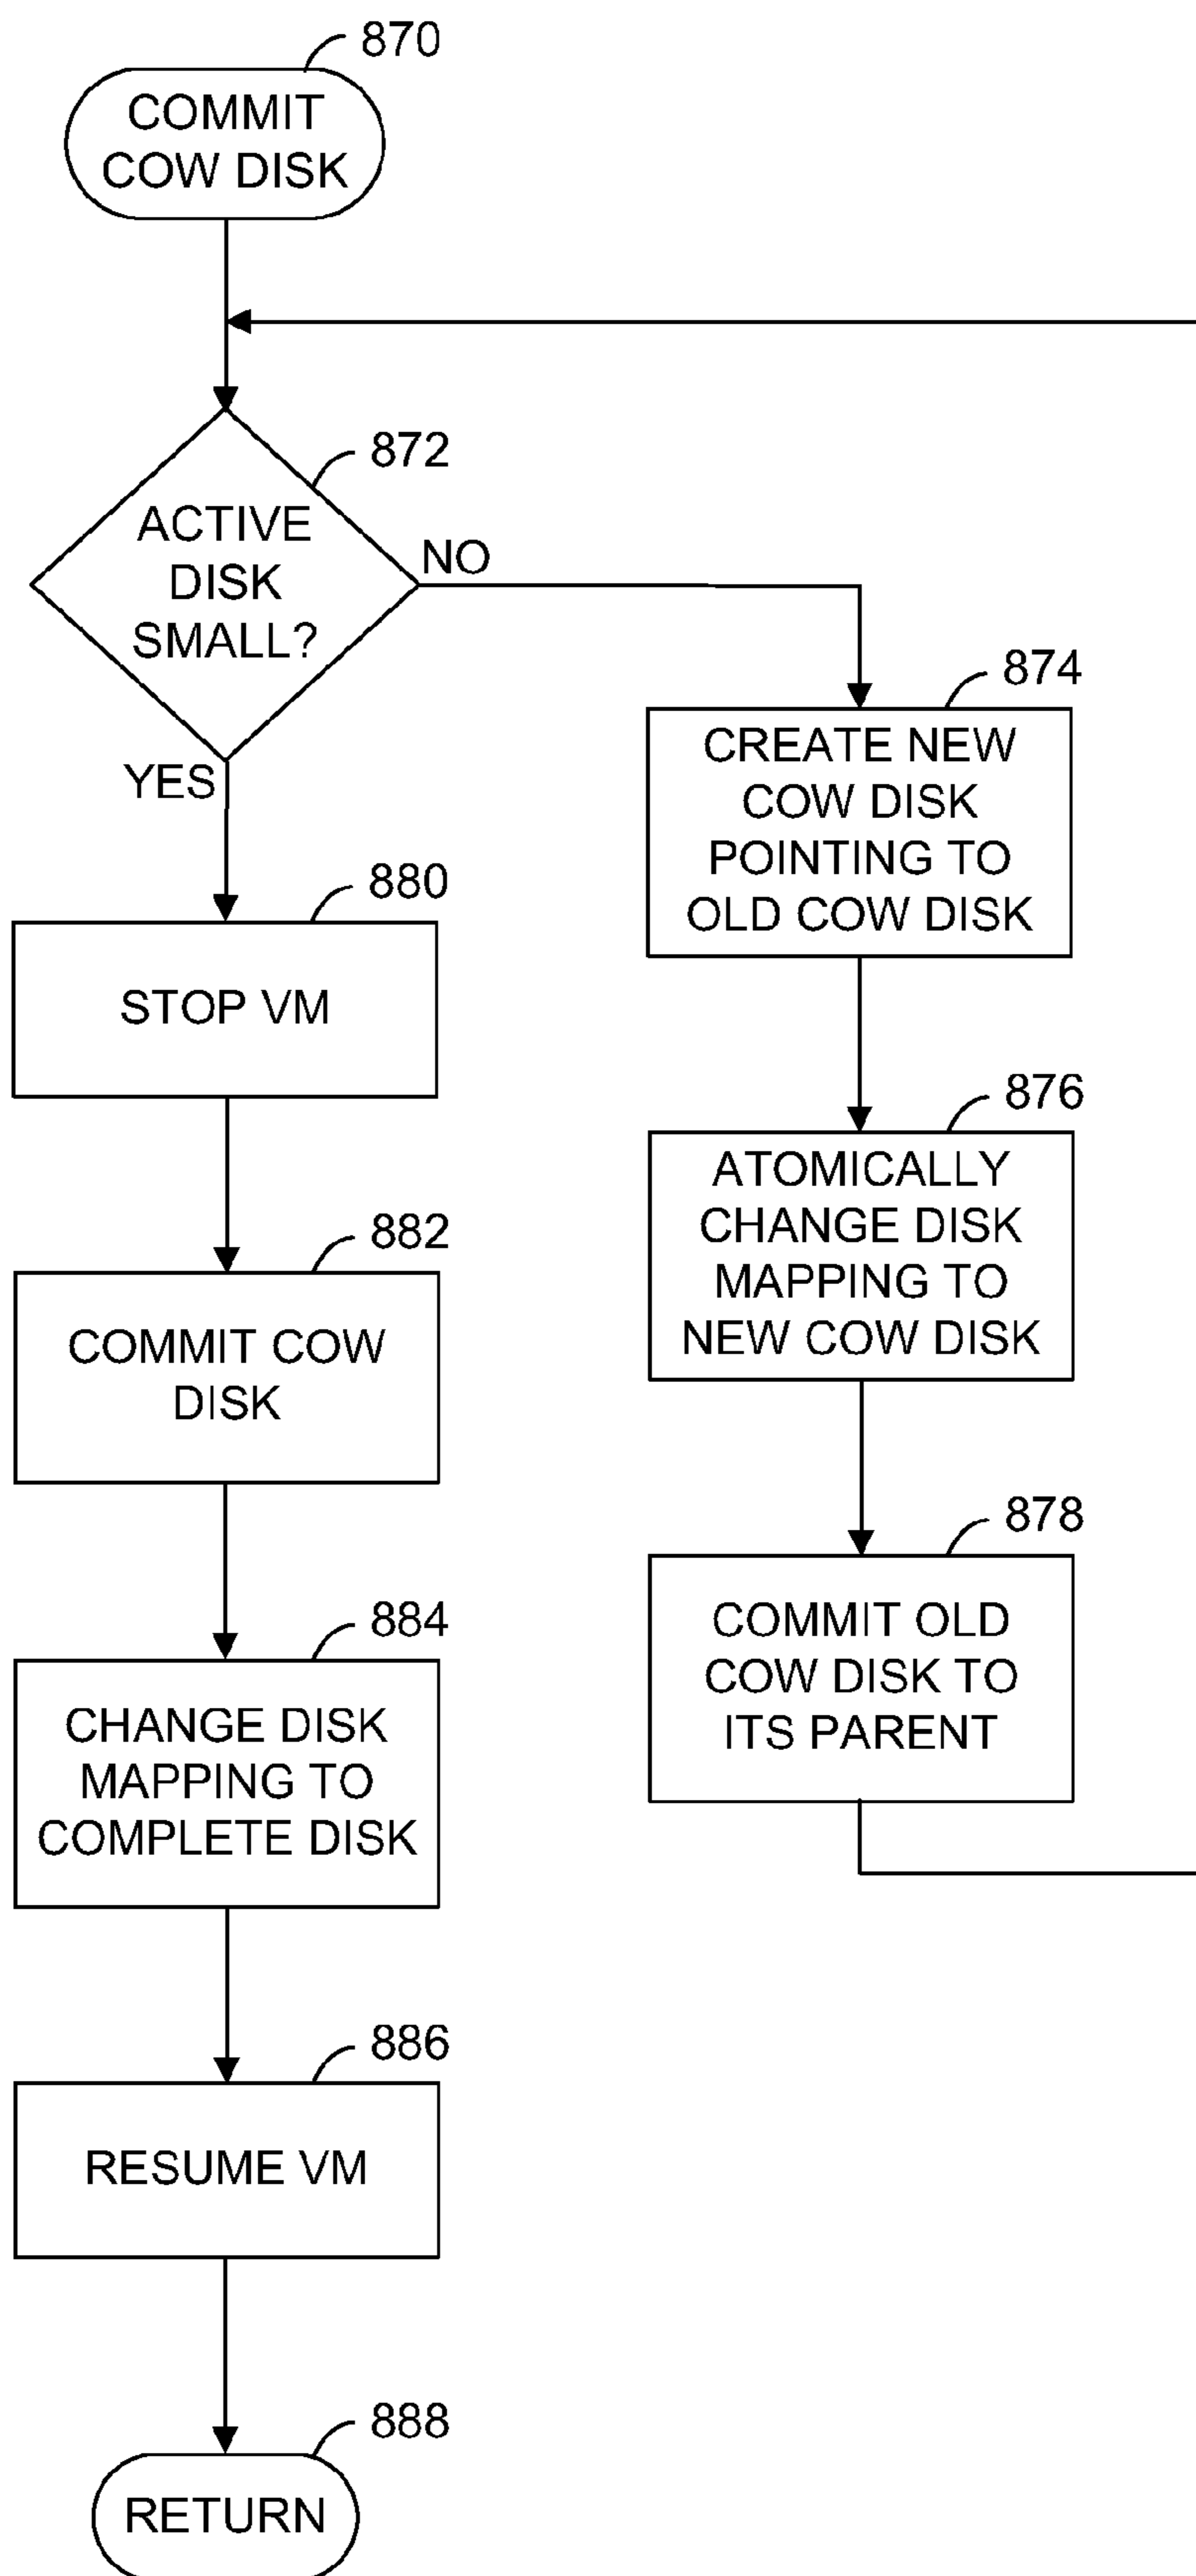 870
COMMIT
COW DISK
872
ACTIVE
DISK
SMALL?
NO
YES
874
CREATE NEW
COW DISK
POINTING TO
OLD COW DISK
876
ATOMICALLY
CHANGE DISK
MAPPING TO
NEW COW DISK
878
COMMIT OLD
COW DISK TO
ITS PARENT
880
STOP VM
882
COMMIT COW
DISK
884
CHANGE DISK
MAPPING TO
COMPLETE DISK
886
RESUME VM
888
RETURN